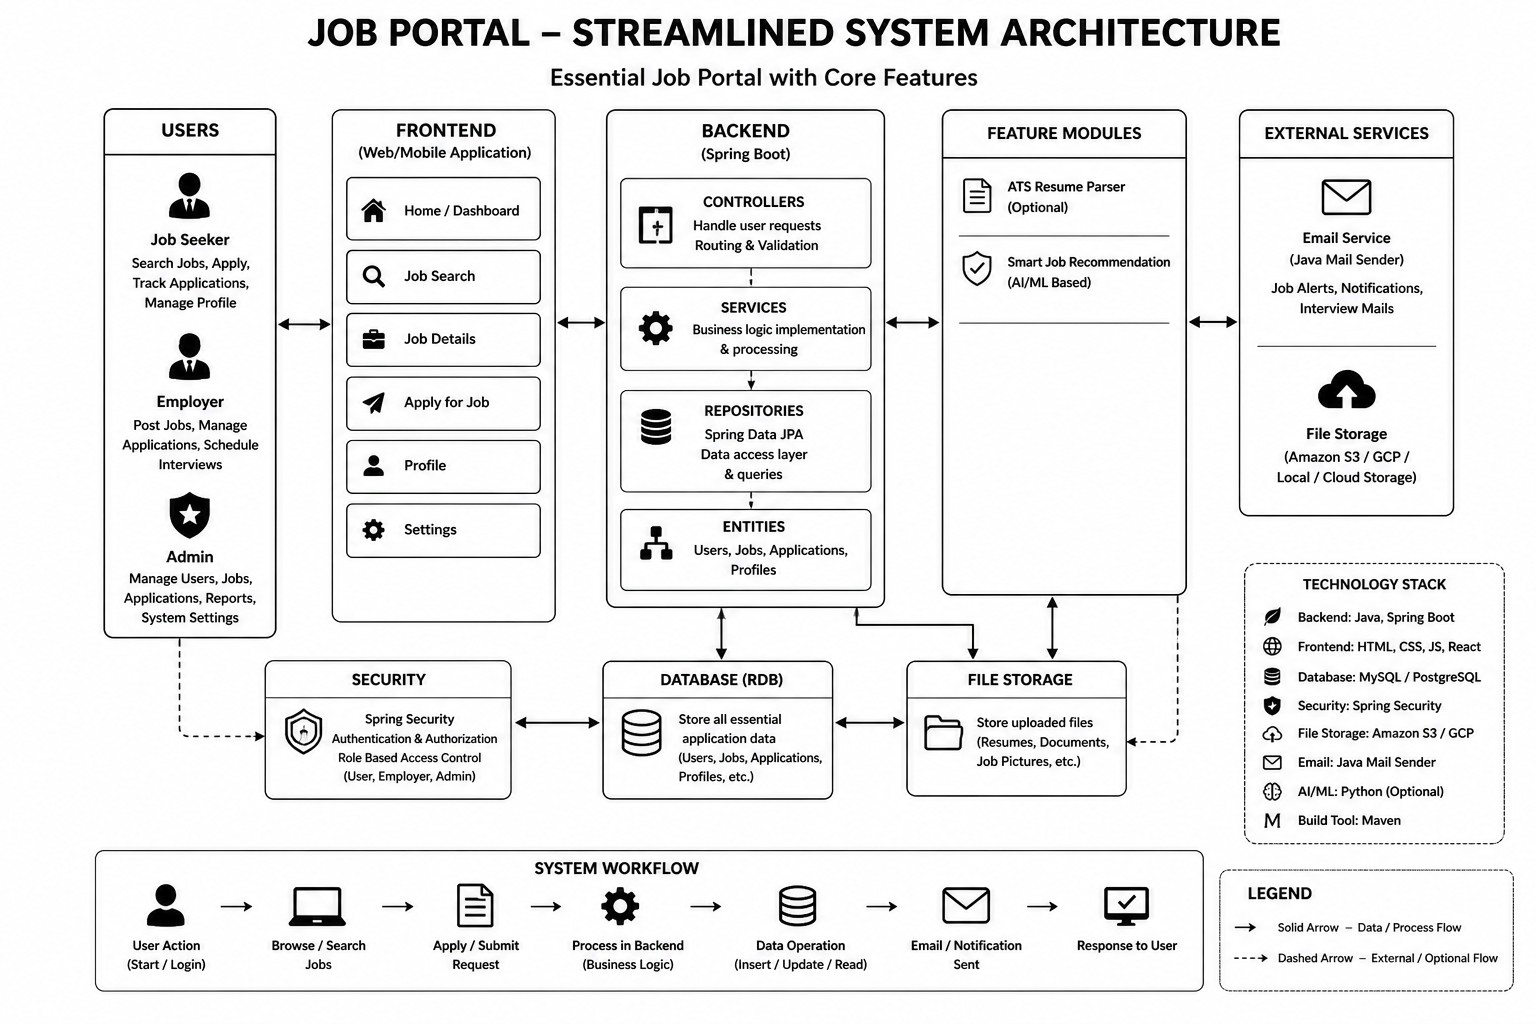 JOB PORTAL – STREAMLINED SYSTEM ARCHITECTURE
Essential Job Portal with Core Features
USERS
Job Seeker
Search Jobs, Apply,
Track Applications,
Manage Profile
Employer
Post Jobs, Manage
Applications, Schedule
Interviews
Admin
Manage Users, Jobs,
Applications, Reports,
System Settings
FRONTEND
(Web/Mobile Application)
Home / Dashboard
Job Search
Job Details
Apply for Job
Profile
Settings
BACKEND
(Spring Boot)
CONTROLLERS
Handle user requests
Routing & Validation
SERVICES
Business logic implementation
& processing
REPOSITORIES
Spring Data JPA
Data access layer
& queries
ENTITIES
Users, Jobs, Applications,
Profiles
FEATURE MODULES
ATS Resume Parser
(Optional)
Smart Job Recommendation
(AI/ML Based)
EXTERNAL SERVICES
Email Service
(Java Mail Sender)
Job Alerts, Notifications,
Interview Mails
File Storage
(Amazon S3 / GCP /
Local / Cloud Storage)
SECURITY
Spring Security
Authentication & Authorization
Role Based Access Control
(User, Employer, Admin)
DATABASE (RDB)
Store all essential
application data
(Users, Jobs, Applications,
Profiles, etc.)
FILE STORAGE
Store uploaded files
(Resumes, Documents,
Job Pictures, etc.)
TECHNOLOGY STACK
Backend: Java, Spring Boot
Frontend: HTML, CSS, JS, React
Database: MySQL / PostgreSQL
Security: Spring Security
File Storage: Amazon S3 / GCP
Email: Java Mail Sender
AI/ML: Python (Optional)
M Build Tool: Maven
SYSTEM WORKFLOW
User Action
(Start / Login)
Browse / Search
Jobs
Apply / Submit
Request
Process in Backend
(Business Logic)
Data Operation
(Insert / Update / Read)
Email / Notification
Sent
Response to User
LEGEND
Solid Arrow – Data / Process Flow
Dashed Arrow – External / Optional Flow